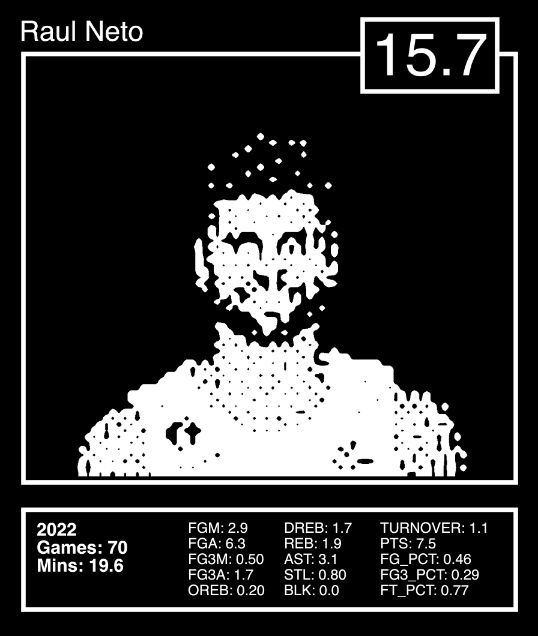 Raul Neto
15.7
2022
Games: 70
Mins: 19.6
FGM: 2.9
FGA: 6.3
FG3M: 0.50
FG3A: 1.7
OREB: 0.20
DREB: 1.7
REB: 1.9
AST: 3.1
STL: 0.80
BLK: 0.0
TURNOVER: 1.1
PTS: 7.5
FG_PCT: 0.46
FG3_PCT: 0.29
FT_PCT: 0.77